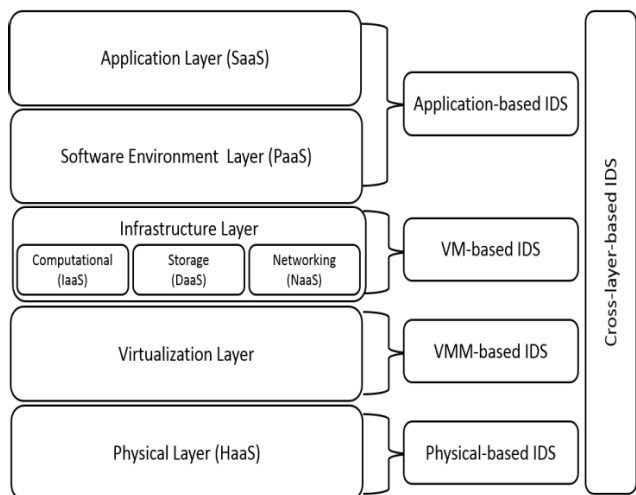 Application Layer (SaaS)
Application-based IDS
Software Environment Layer (PaaS)
Infrastructure Layer
Computational
(IaaS)
Storage
(DaaS)
Networking
(NaaS)
VM-based IDS
Virtualization Layer
VMM-based IDS
Physical Layer (HaaS)
Physical-based IDS
Cross-layer-based IDS